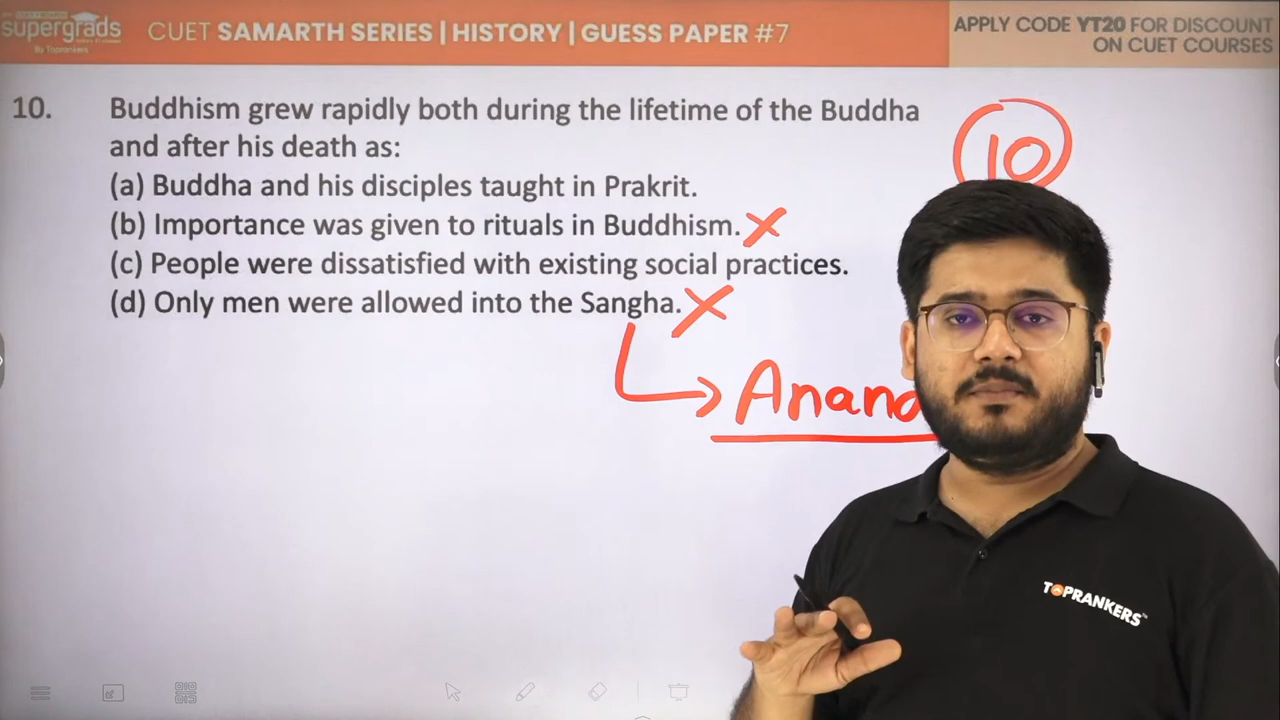 supergrads
By Toprankers
CUET SAMARTH SERIES | HISTORY | GUESS PAPER #7
APPLY CODE YT20 FOR DISCOUNT
ON CUET COURSES
10. Buddhism grew rapidly both during the lifetime of the Buddha
and after his death as:
(a) Buddha and his disciples taught in Prakrit.
(b) Importance was given to rituals in Buddhism.
(c) People were dissatisfied with existing social practices.
(d) Only men were allowed into the Sangha.
10
Anand
TOPRANKERS